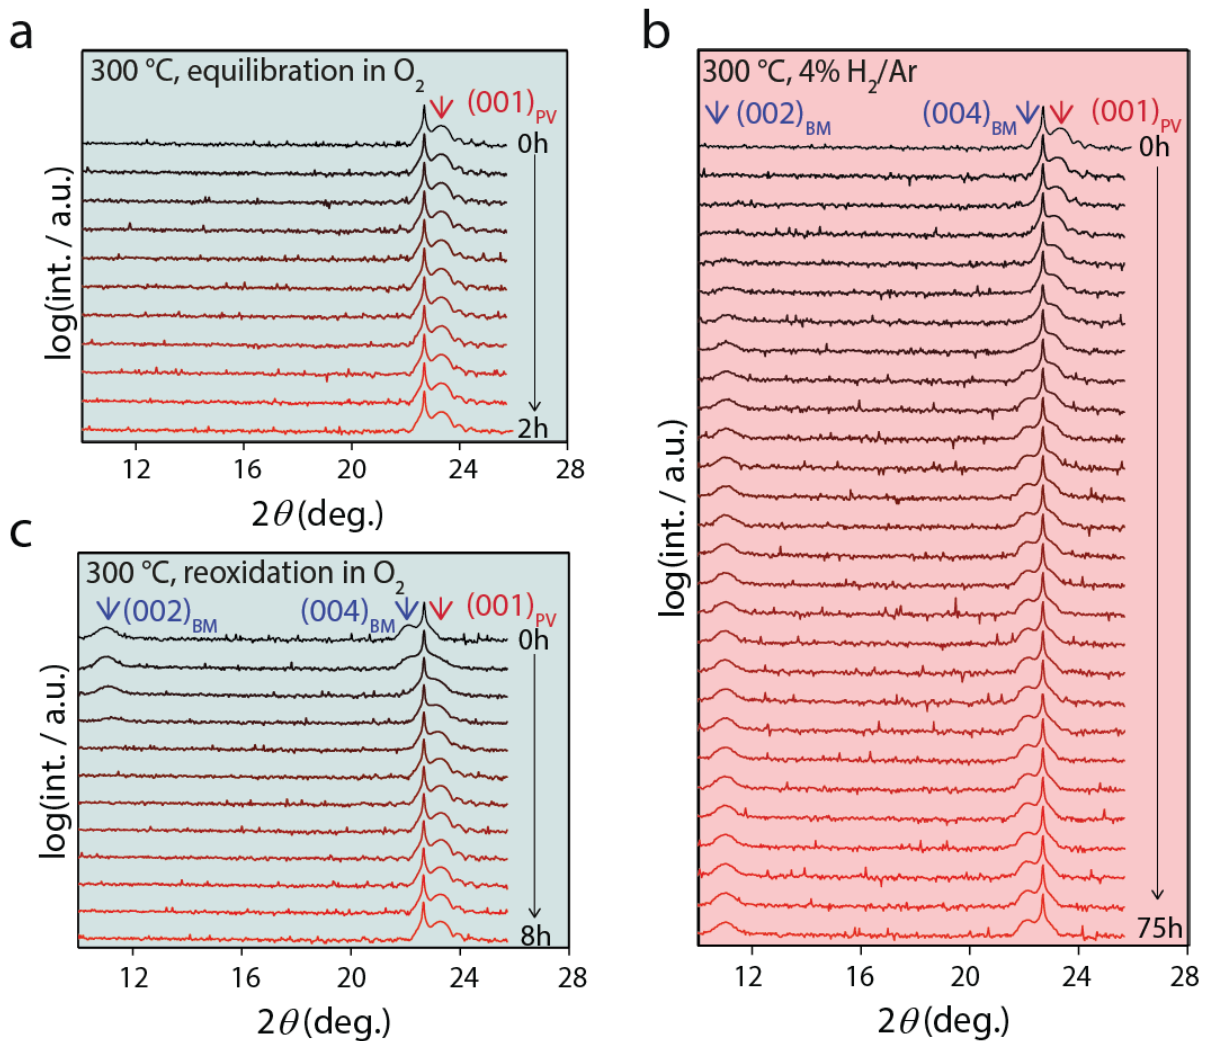 a
300 °C, equilibration in O2
(001)PV
0h
2h
log(int. / a.u.)
12 16 20 24 28
2θ (deg.)
b
300 °C, 4% H2/Ar
(002)BM (004)BM (001)PV
0h
75h
log(int. / a.u.)
12 16 20 24 28
2θ (deg.)
c
300 °C, reoxidation in O2
(002)BM (004)BM (001)PV
0h
8h
log(int. / a.u.)
12 16 20 24 28
2θ (deg.)